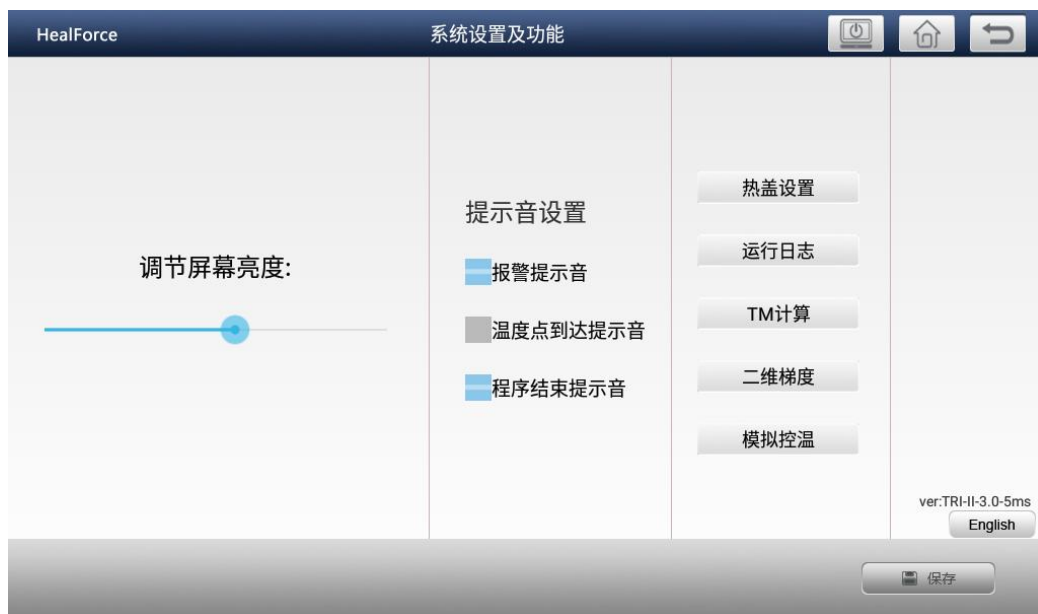 HealForce
系统设置及功能
调节屏幕亮度:
提示音设置
报警提示音
温度点到达提示音
程序结束提示音
热盖设置
运行日志
TM计算
二维梯度
模拟控温
ver:TRI-II-3.0-5ms
English
保存